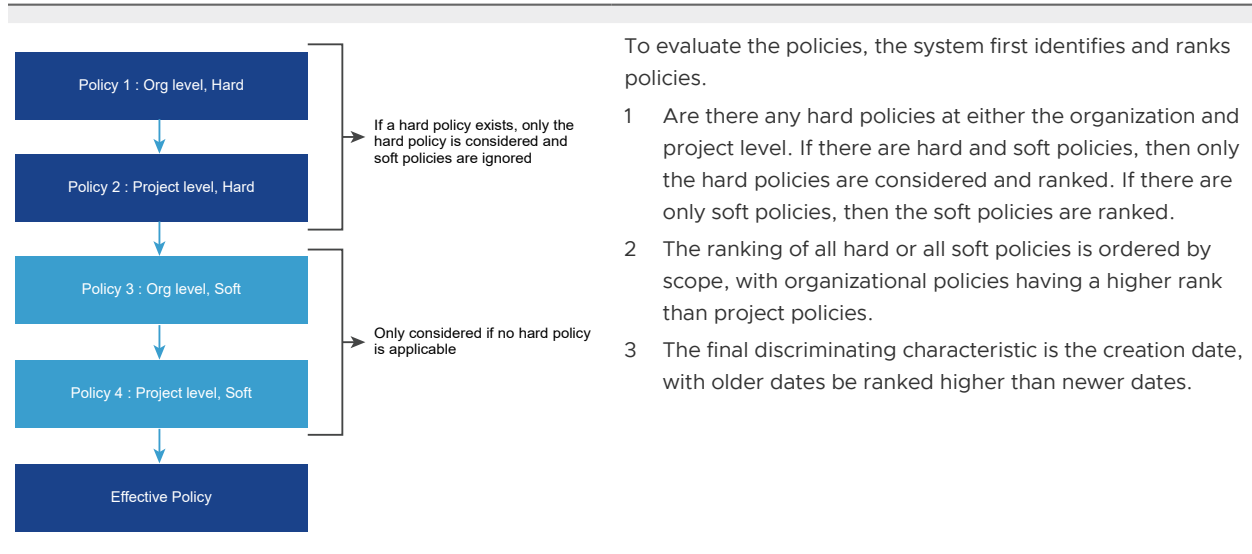 Policy 1 : Org level, Hard
Policy 2 : Project level, Hard
Policy 3 : Org level, Soft
Policy 4 : Project level, Soft
Effective Policy
If a hard policy exists, only the
hard policy is considered and
soft policies are ignored
Only considered if no hard policy
is applicable
To evaluate the policies, the system first identifies and ranks
policies.
1 Are there any hard policies at either the organization and
project level. If there are hard and soft policies, then only
the hard policies are considered and ranked. If there are
only soft policies, then the soft policies are ranked.
2 The ranking of all hard or all soft policies is ordered by
scope, with organizational policies having a higher rank
than project policies.
3 The final discriminating characteristic is the creation date,
with older dates be ranked higher than newer dates.